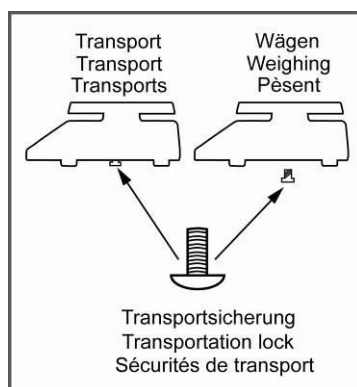 Transport
Transport
Transports
Wägen
Weighing
Pèsent
Transportsicherung
Transportation lock
Sécurités de transport